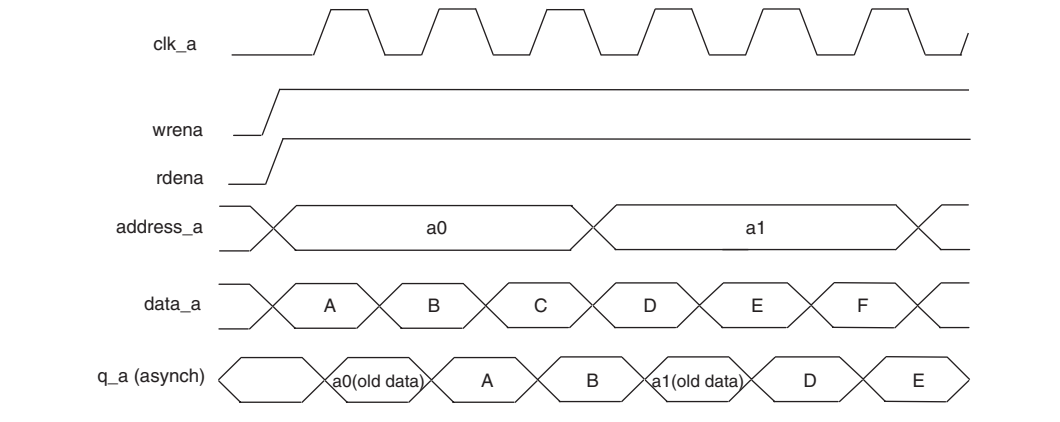 clk_a
wrena
rdena
address_a a0 a1
data_a A B C D E F
q_a (asynch) a0(old data) A B a1(old data) D E